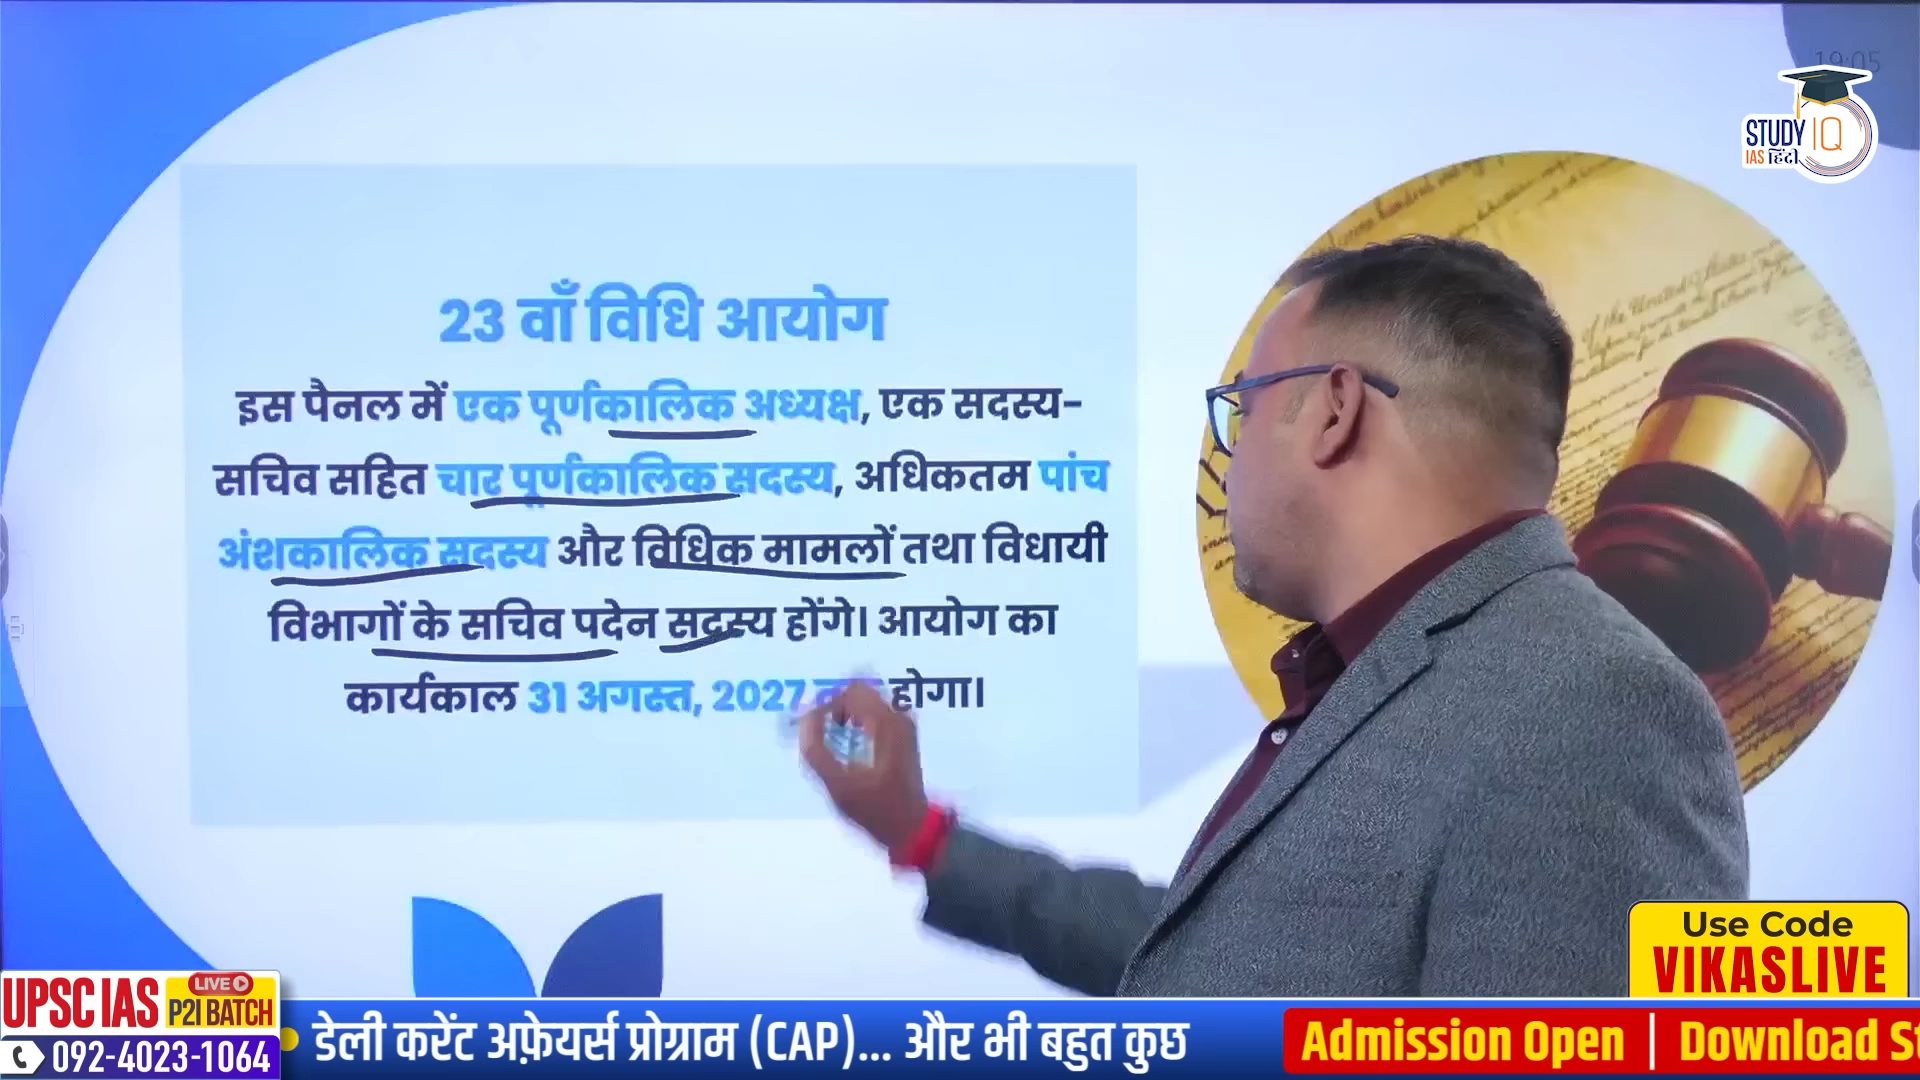 19:05
STUDY IQ
IAS हिंदी
23 वाँ विधि आयोग
इस पैनल में एक पूर्णकालिक अध्यक्ष, एक सदस्य-
सचिव सहित चार पूर्णकालिक सदस्य, अधिकतम पांच
अंशकालिक सदस्य और विधिक मामलों तथा विधायी
विभागों के सचिव पदेन सदस्य होंगे। आयोग का
कार्यकाल 31 अगस्त, 2027 होगा।
Use Code
VIKASLIVE
UPSC IAS LIVE
P2I BATCH
092-4023-1064
डेली करेंट अफ़ेयर्स प्रोग्राम (CAP)... और भी बहुत कुछ
Admission Open | Download